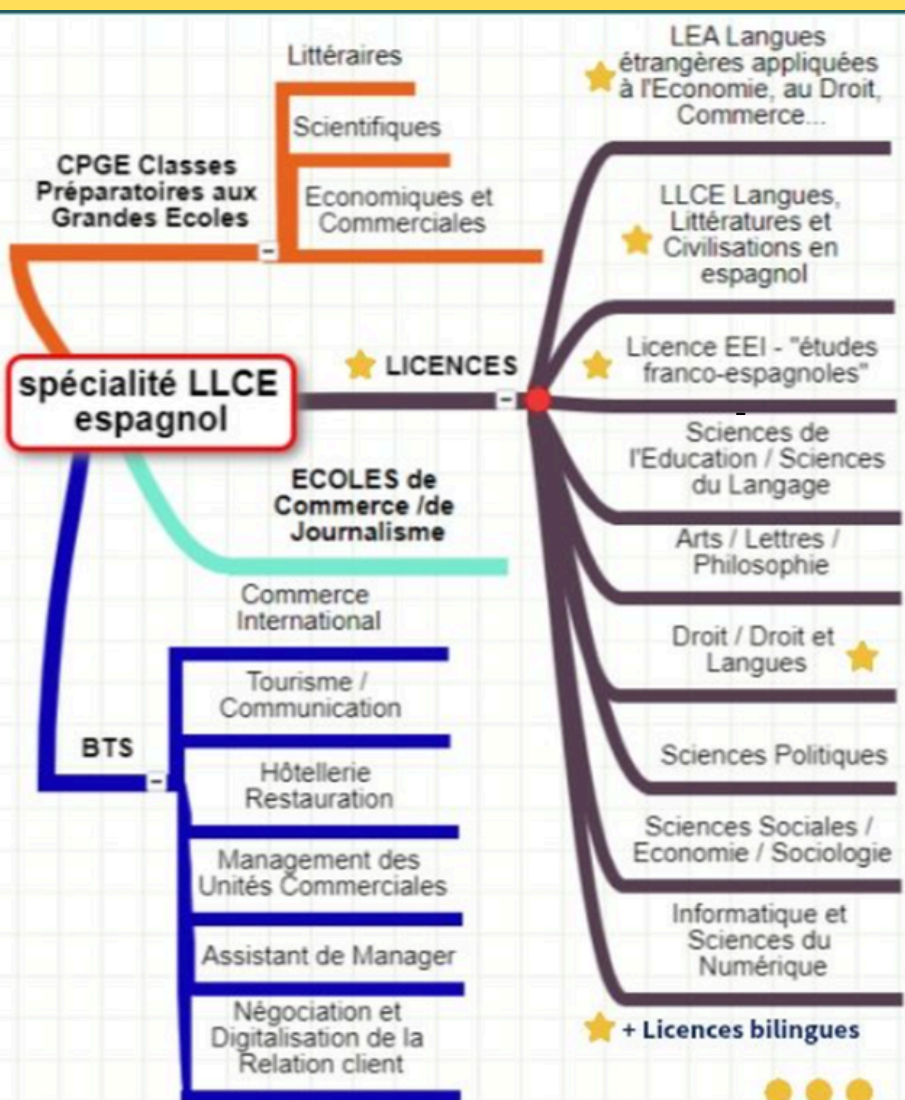 Littéraires
Scientifiques
CPGE Classes
Préparatoires aux
Grandes Ecoles
Economiques et
Commerciales
spécialité LLCE
espagnol
LICENCES
LEA Langues
étrangères appliquées
à l'Economie, au Droit,
Commerce...
LLCE Langues,
Littératures et
Civilisations en
espagnol
Licence EEI - "études
franco-espagnoles"
-
Sciences de
l'Education / Sciences
du Langage
Arts / Lettres /
Philosophie
Droit / Droit et
Langues
Sciences Politiques
Sciences Sociales /
Economie / Sociologie
Informatique et
Sciences du
Numérique
+ Licences bilingues
ECOLES de
Commerce /de
Journalisme
BTS
Commerce
International
Tourisme /
Communication
Hôtellerie
Restauration
Management des
Unités Commerciales
Assistant de Manager
Négociation et
Digitalisation de la
Relation client